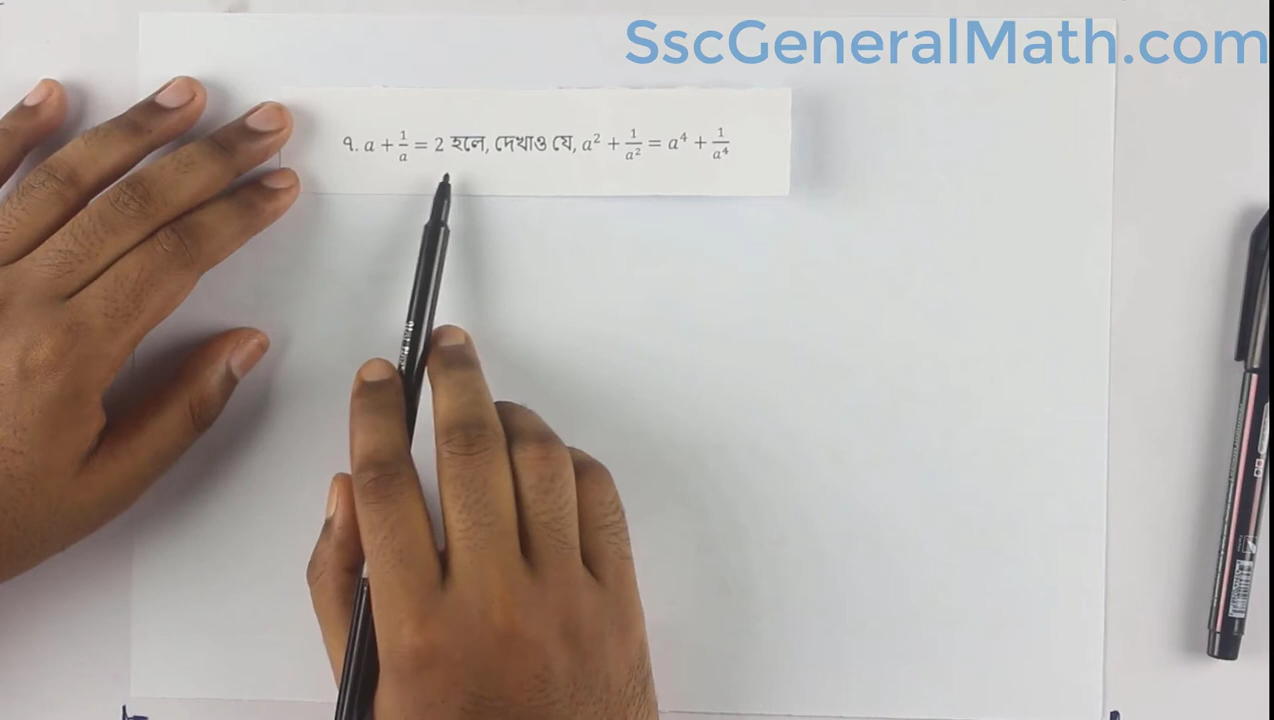 SscGeneralMath.com
৭. a + 1/a = 2 হলে, দেখাও যে, a² + 1/a² = a⁴ + 1/a⁴